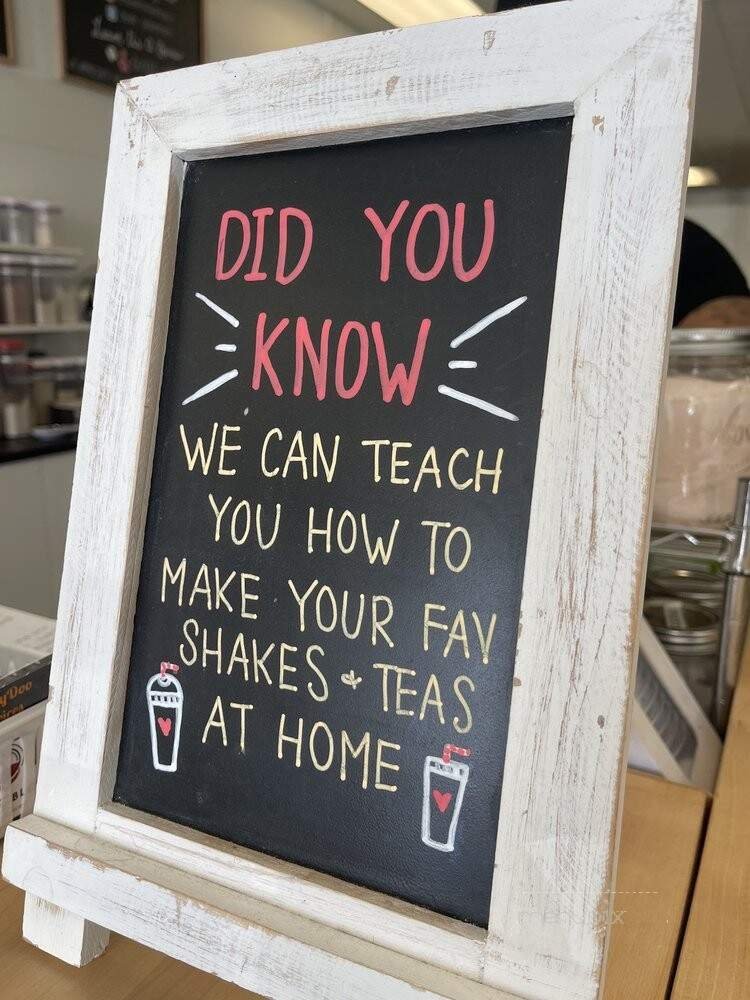 DID YOU
KNOW
WE CAN TEACH
YOU HOW TO
MAKE YOUR FAV
SHAKES & TEAS
AT HOME